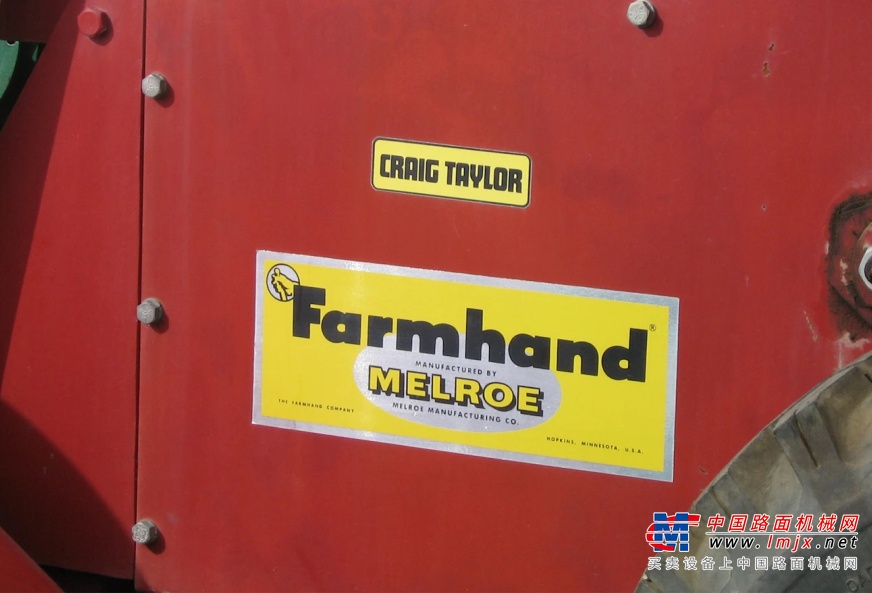 CRAIG TAYLOR
Farmhand®
MANUFACTURED BY
MELROE
MELROE MANUFACTURING CO.
THE FARMHAND COMPANY
HOPKINS, MINNESOTA, U.S.A.
中国路面机械网
www.lmjx.net
买卖设备上中国路面机械网